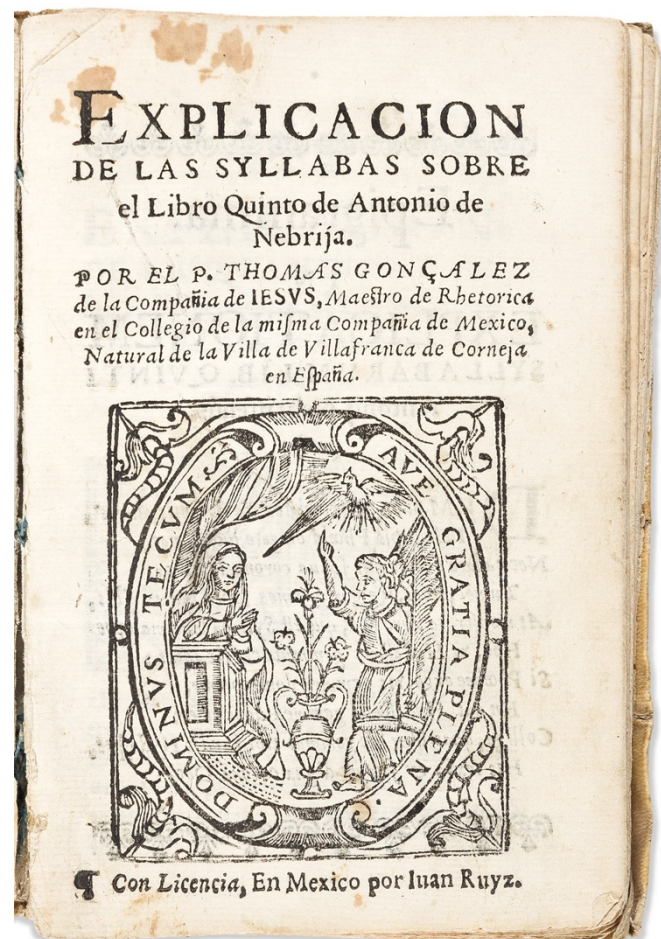 EXPLICACION
DE LAS SYLLABAS SOBRE
el Libro Quinto de Antonio de
Nebrija.
POR EL P. THOMAS GONÇALEZ
de la Compañia de IESVS, Maeſtro de Rhetorica
en el Collegio de la miſma Compañia de Mexico,
Natural de la Villa de Villafranca de Corneja
en Eſpaña.
AVE GRATIA PLENA.
DOMINVS TECVM
¶ Con Licencia, En Mexico por Iuan Ruyz.